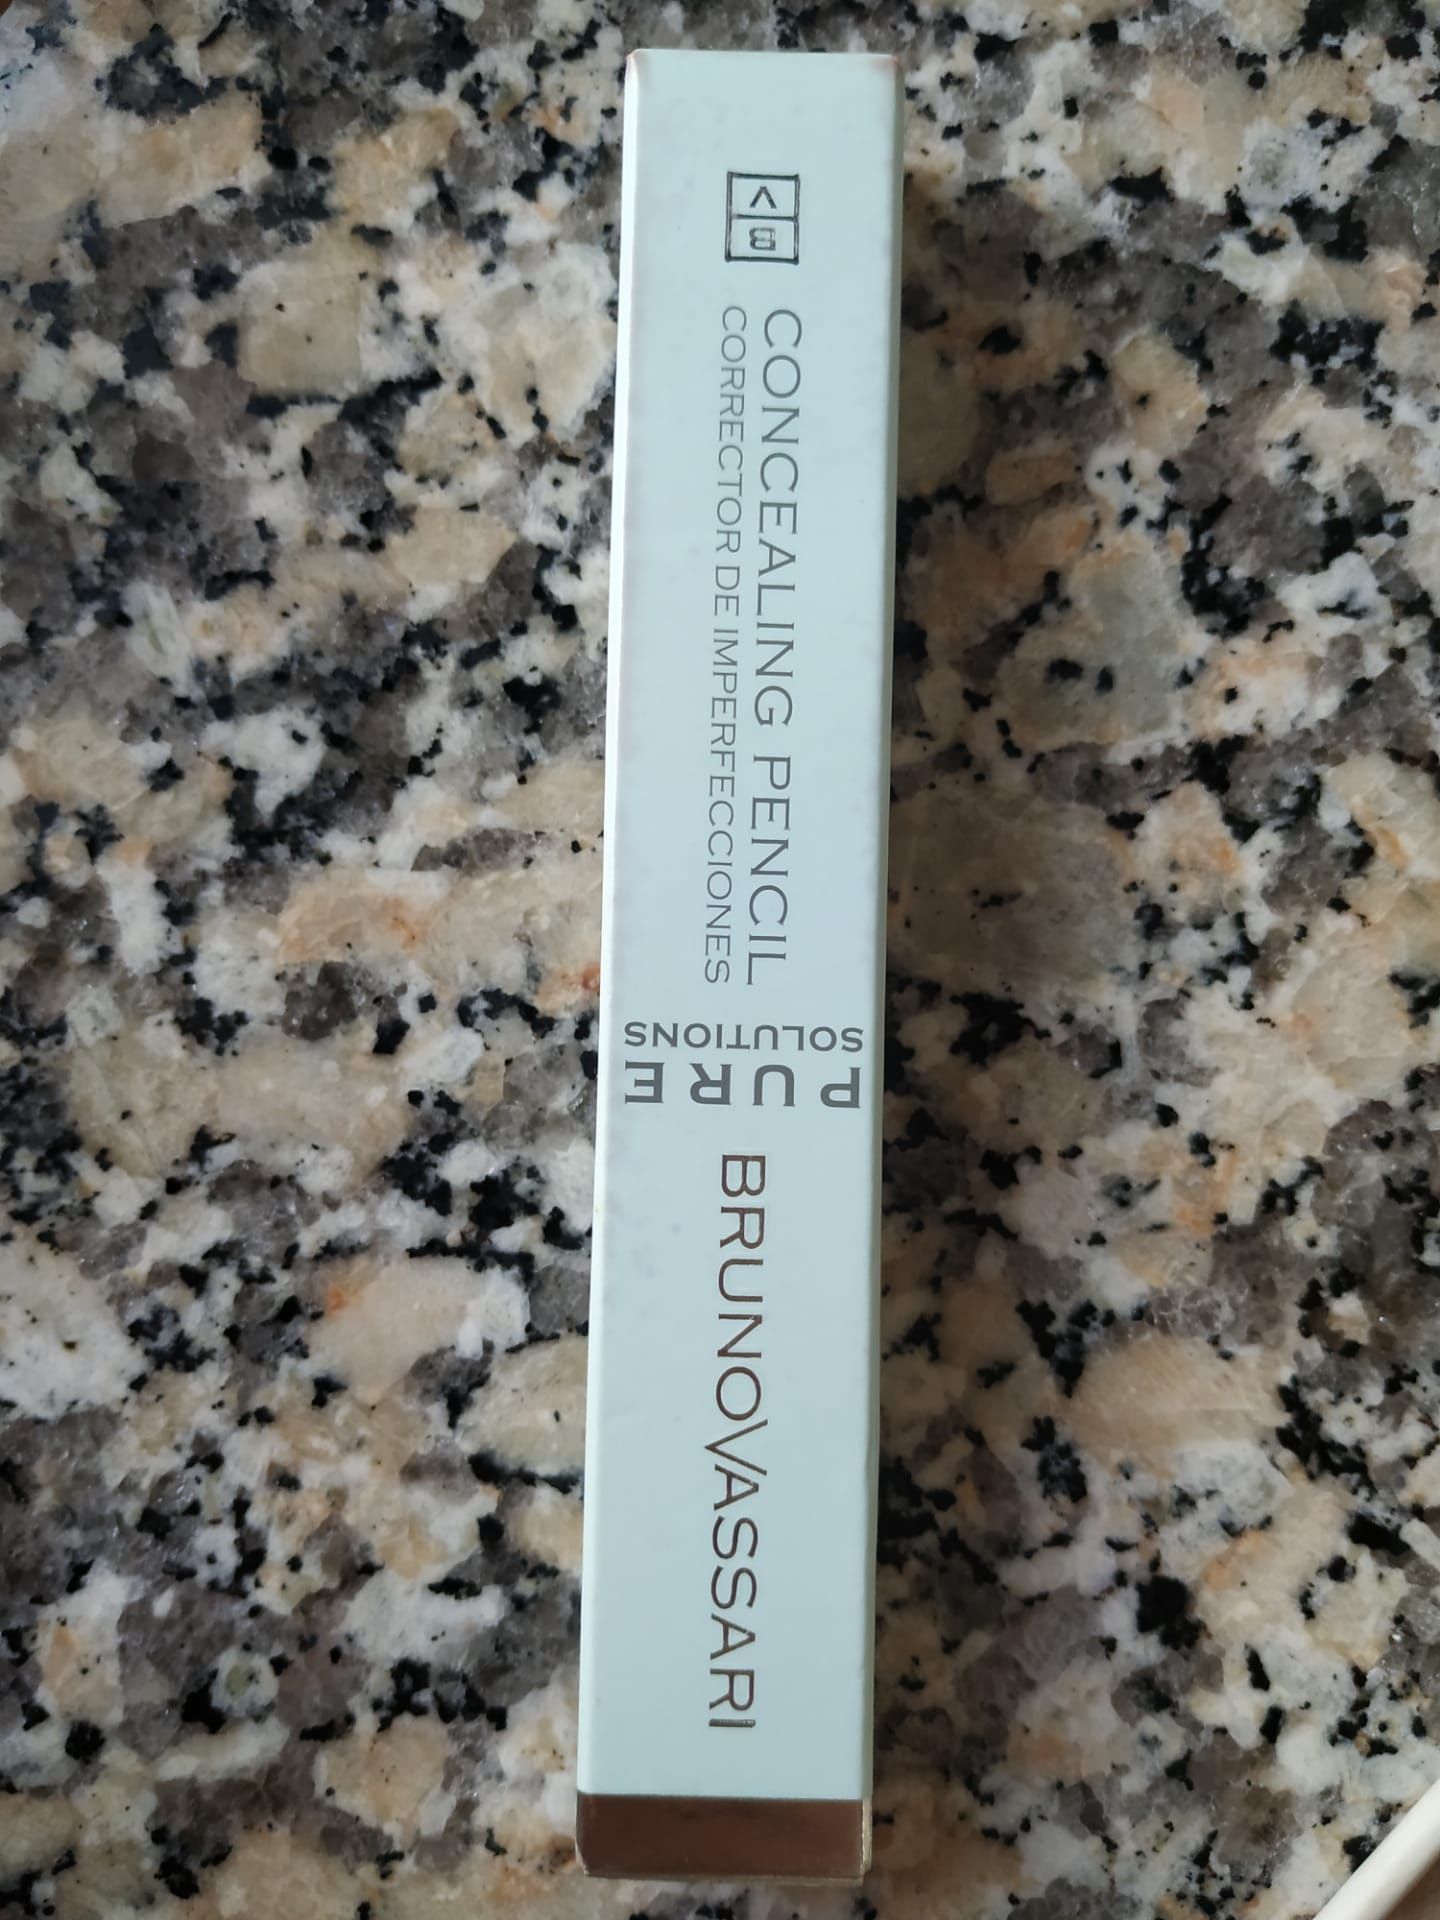 CONCEALING PENCIL
CORRECTOR DE IMPERFECCIONES
PURE
SOLUTIONS
BRUNOVASSARI